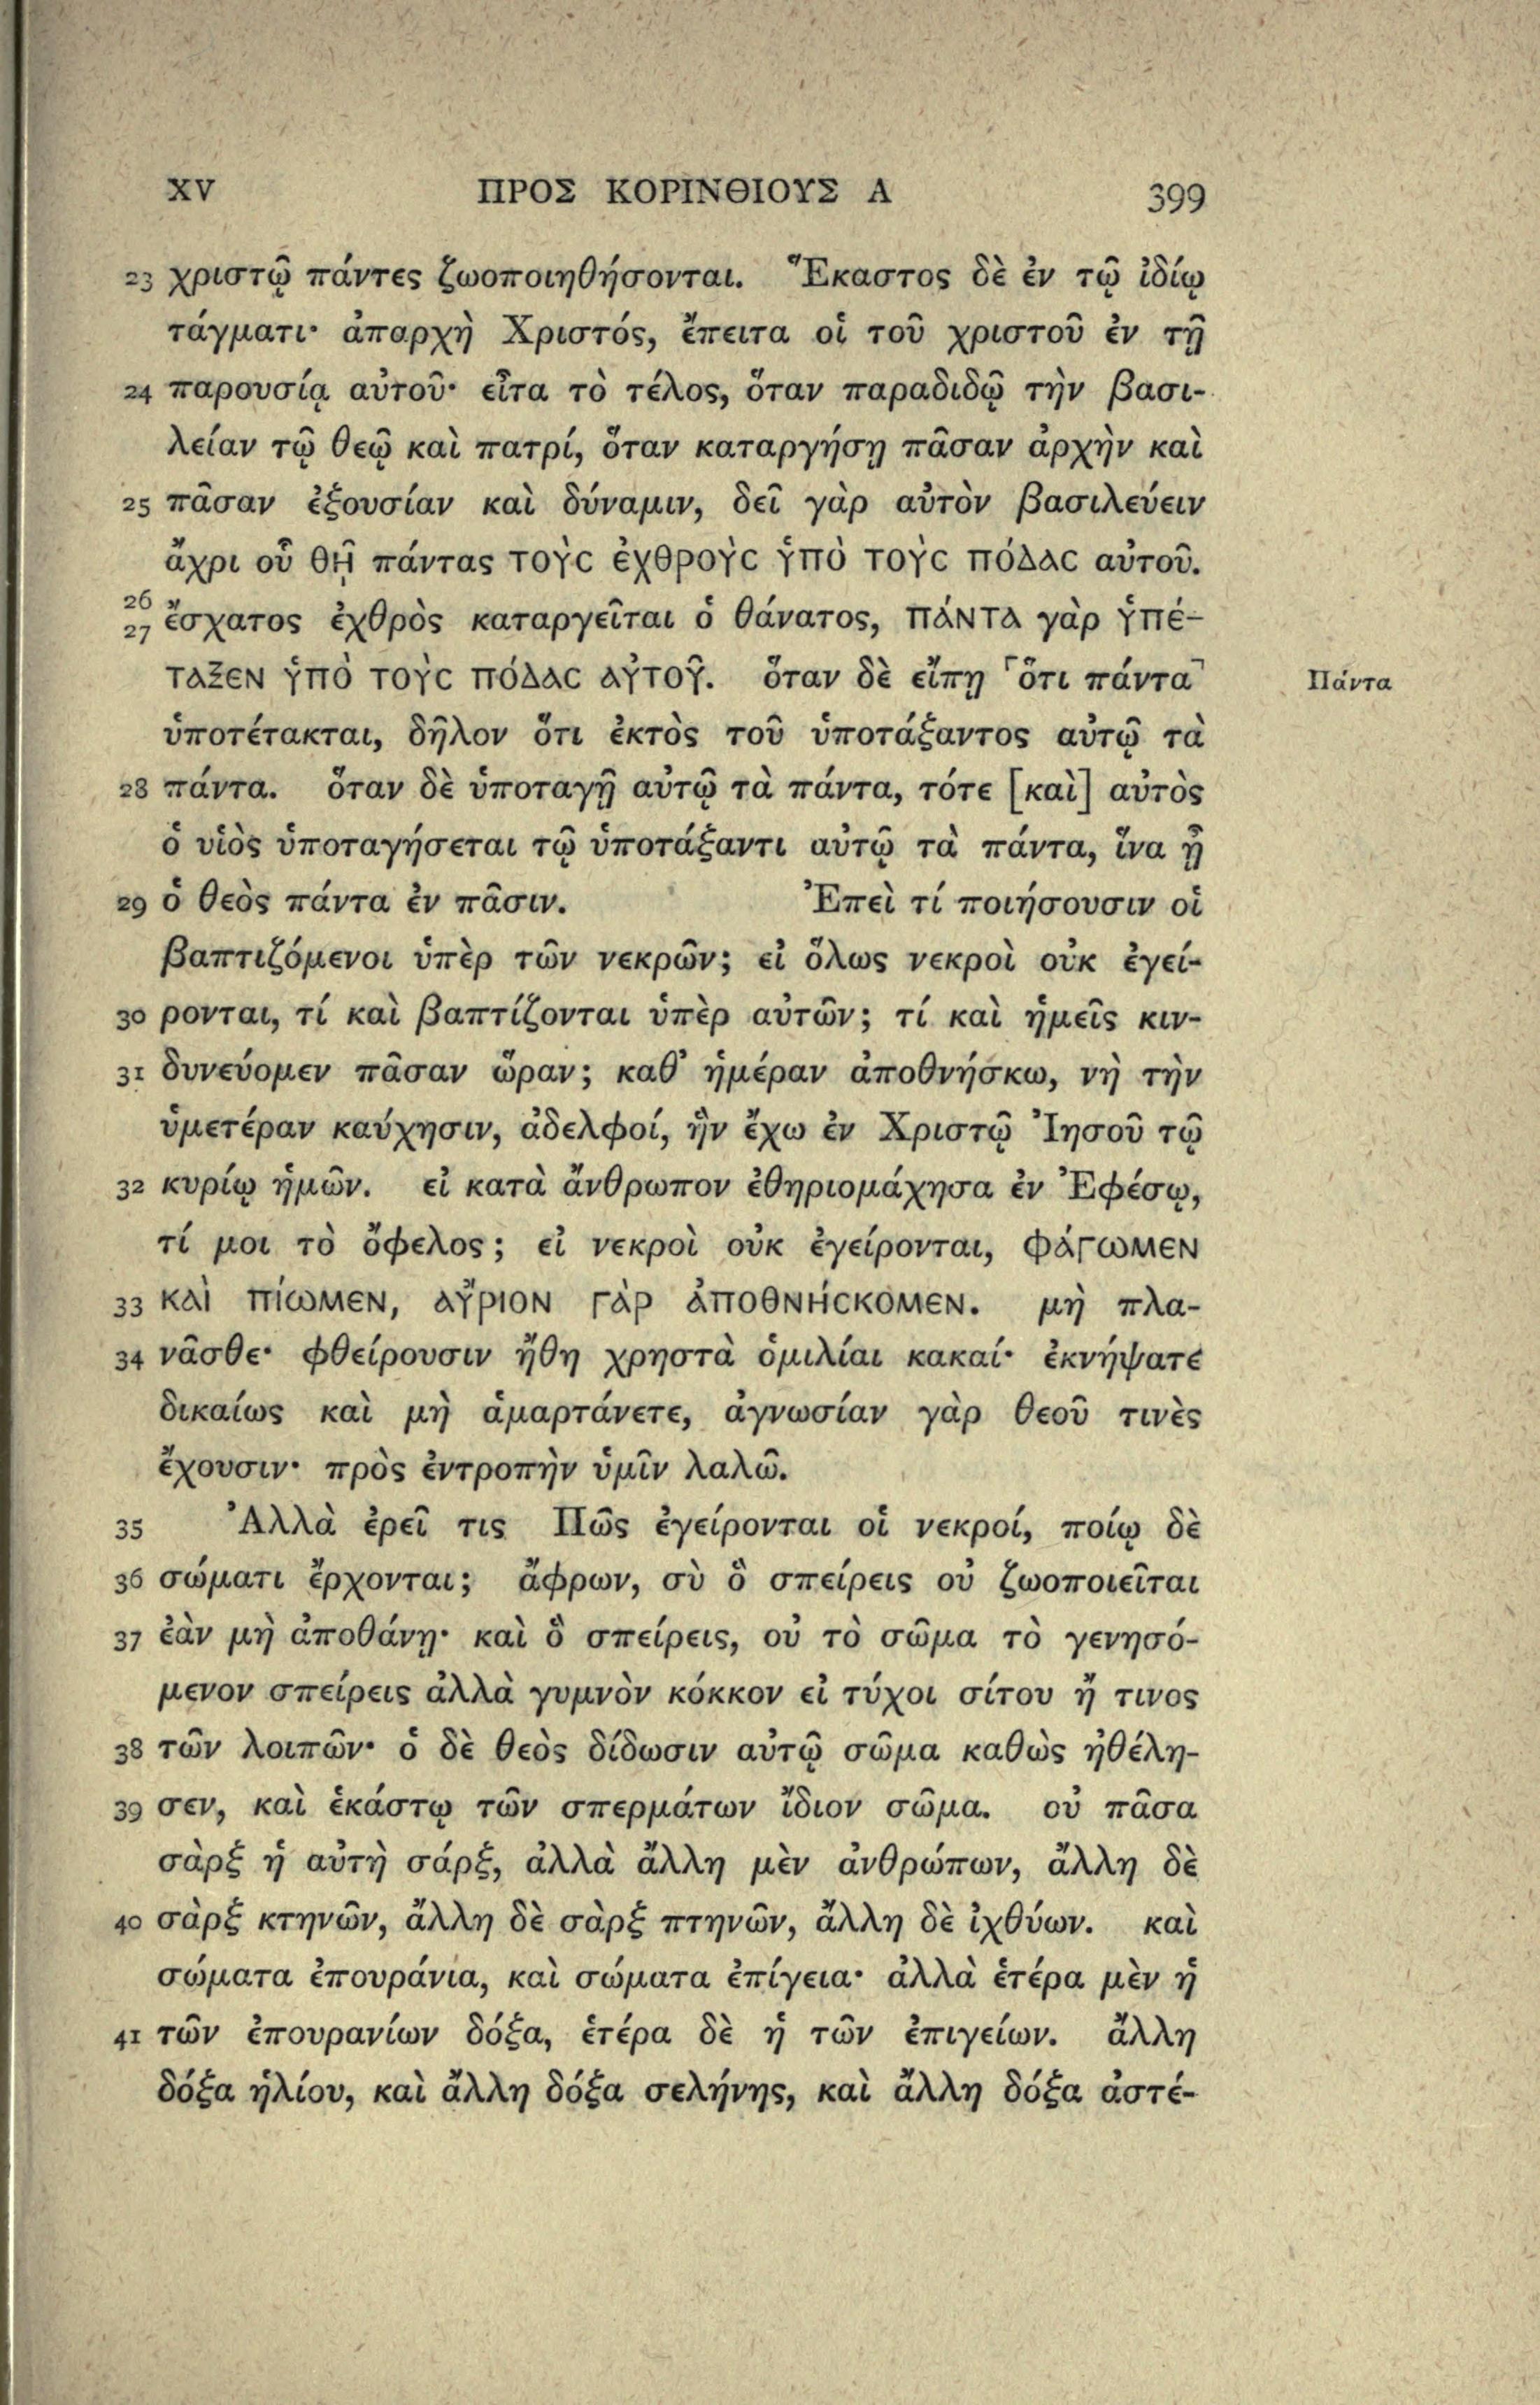 XV ΠΡΟΣ ΚΟΡΙΝΘΙΟΥΣ Α 399
23 χριστῷ πάντες ζωοποιηθήσονται. Ἕκαστος δὲ ἐν τῷ ἰδίῳ
τάγματι· ἀπαρχὴ Χριστός, ἔπειτα οἱ τοῦ χριστοῦ ἐν τῇ
24 παρουσίᾳ αὐτοῦ· εἶτα τὸ τέλος, ὅταν παραδιδῷ τὴν βασι-
λείαν τῷ θεῷ καὶ πατρί, ὅταν καταργήσῃ πᾶσαν ἀρχὴν καὶ
25 πᾶσαν ἐξουσίαν καὶ δύναμιν, δεῖ γὰρ αὐτὸν βασιλεύειν
ἄχρι οὗ θῇ πάντας τοὺς ἐχθροὺς ὑπὸ τοὺς πόδας αὐτοῦ.
26
27 ἔσχατος ἐχθρὸς καταργεῖται ὁ θάνατος, πάντα γὰρ ὑπέ-
ταξεν ὑπὸ τοὺς πόδας αὐτοῦ. ὅταν δὲ εἴπῃ ⸀ὅτι πάντα⸃ Πάντα
ὑποτέτακται, δῆλον ὅτι ἐκτὸς τοῦ ὑποτάξαντος αὐτῷ τὰ
28 πάντα. ὅταν δὲ ὑποταγῇ αὐτῷ τὰ πάντα, τότε [καὶ] αὐτὸς
ὁ υἱὸς ὑποταγήσεται τῷ ὑποτάξαντι αὐτῷ τὰ πάντα, ἵνα ᾖ
29 ὁ θεὸς πάντα ἐν πᾶσιν. Ἐπεὶ τί ποιήσουσιν οἱ
βαπτιζόμενοι ὑπὲρ τῶν νεκρῶν; εἰ ὅλως νεκροὶ οὐκ ἐγεί-
30 ρονται, τί καὶ βαπτίζονται ὑπὲρ αὐτῶν; τί καὶ ἡμεῖς κιν-
31 δυνεύομεν πᾶσαν ὥραν; καθ᾽ ἡμέραν ἀποθνήσκω, νὴ τὴν
ὑμετέραν καύχησιν, ἀδελφοί, ἣν ἔχω ἐν Χριστῷ Ἰησοῦ τῷ
32 κυρίῳ ἡμῶν. εἰ κατὰ ἄνθρωπον ἐθηριομάχησα ἐν Ἐφέσῳ,
τί μοι τὸ ὄφελος; εἰ νεκροὶ οὐκ ἐγείρονται, φάγωμεν
33 καὶ πίωμεν, αὔριον γὰρ ἀποθνήσκομεν. μὴ πλα-
34 νᾶσθε· φθείρουσιν ἤθη χρηστὰ ὁμιλίαι κακαί· ἐκνήψατε
δικαίως καὶ μὴ ἁμαρτάνετε, ἀγνωσίαν γὰρ θεοῦ τινὲς
ἔχουσιν· πρὸς ἐντροπὴν ὑμῖν λαλῶ.
35 Ἀλλὰ ἐρεῖ τις Πῶς ἐγείρονται οἱ νεκροί, ποίῳ δὲ
36 σώματι ἔρχονται; ἄφρων, σὺ ὃ σπείρεις οὐ ζωοποιεῖται
37 ἐὰν μὴ ἀποθάνῃ· καὶ ὃ σπείρεις, οὐ τὸ σῶμα τὸ γενησό-
μενον σπείρεις ἀλλὰ γυμνὸν κόκκον εἰ τύχοι σίτου ἤ τινος
38 τῶν λοιπῶν· ὁ δὲ θεὸς δίδωσιν αὐτῷ σῶμα καθὼς ἠθέλη-
39 σεν, καὶ ἑκάστῳ τῶν σπερμάτων ἴδιον σῶμα. οὐ πᾶσα
σὰρξ ἡ αὐτὴ σάρξ, ἀλλὰ ἄλλη μὲν ἀνθρώπων, ἄλλη δὲ
40 σὰρξ κτηνῶν, ἄλλη δὲ σὰρξ πτηνῶν, ἄλλη δὲ ἰχθύων. καὶ
σώματα ἐπουράνια, καὶ σώματα ἐπίγεια· ἀλλὰ ἑτέρα μὲν ἡ
41 τῶν ἐπουρανίων δόξα, ἑτέρα δὲ ἡ τῶν ἐπιγείων. ἄλλη
δόξα ἡλίου, καὶ ἄλλη δόξα σελήνης, καὶ ἄλλη δόξα ἀστέ-